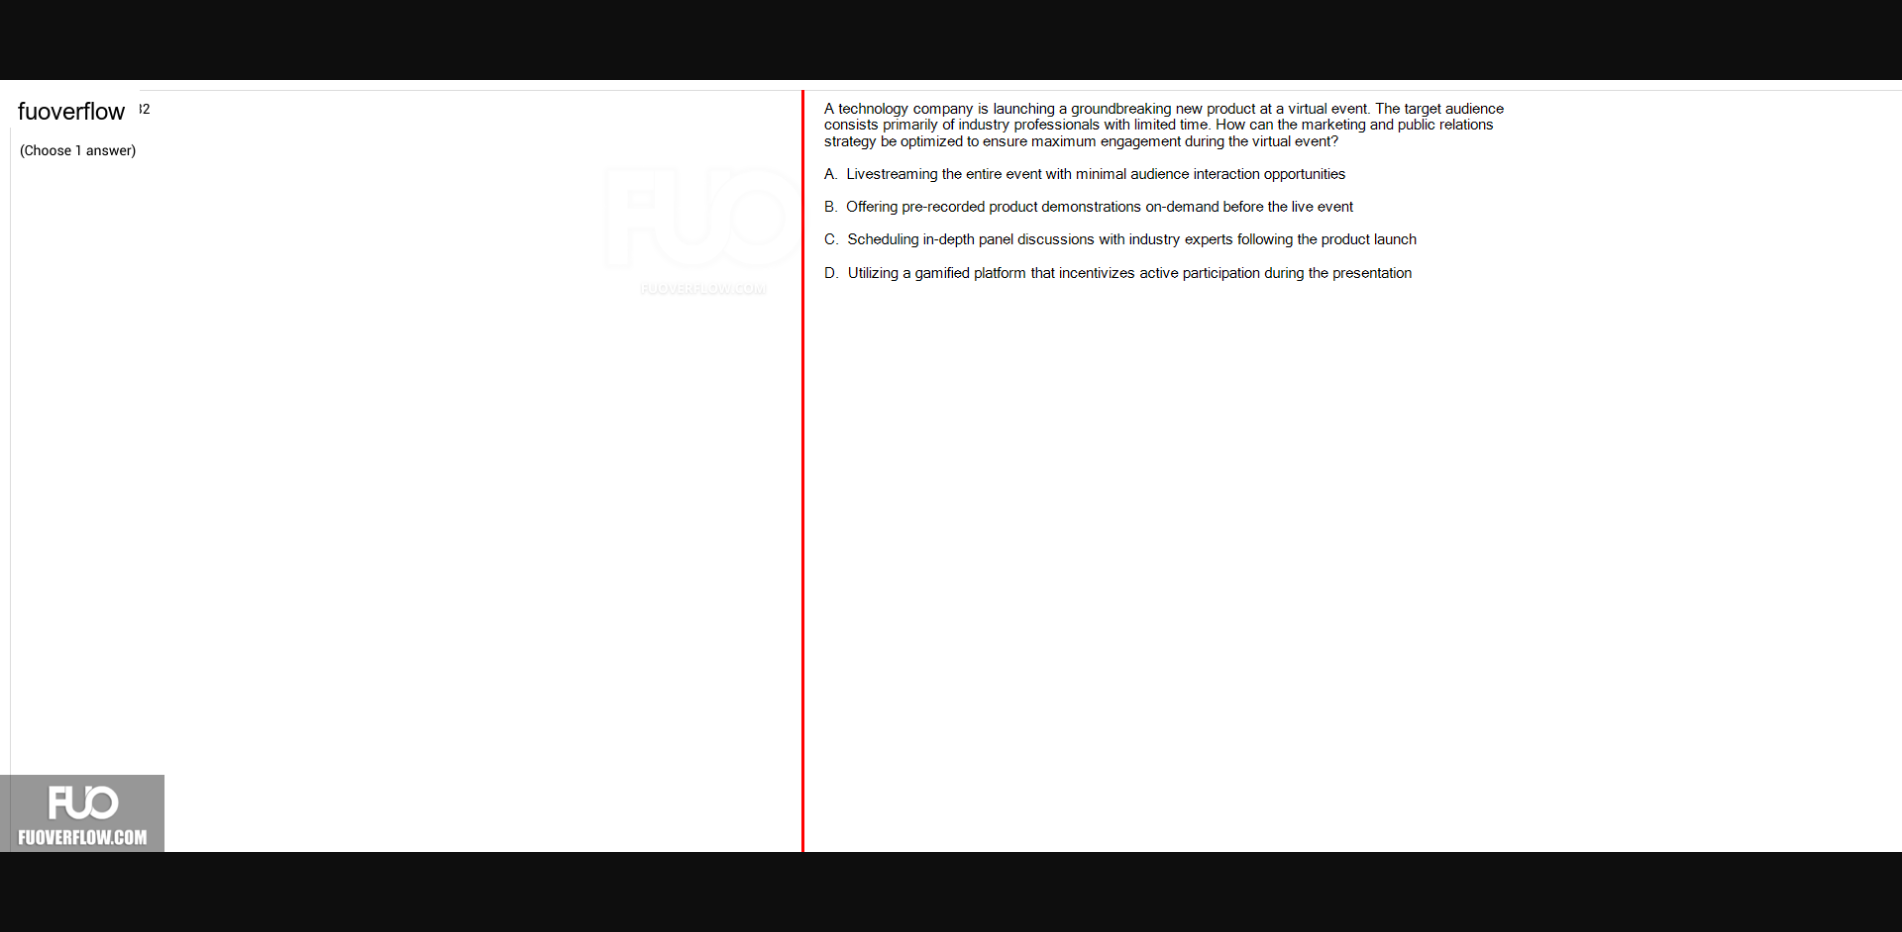 fuoverflow 32
(Choose 1 answer)
A technology company is launching a groundbreaking new product at a virtual event. The target audience
consists primarily of industry professionals with limited time. How can the marketing and public relations
strategy be optimized to ensure maximum engagement during the virtual event?
A. Livestreaming the entire event with minimal audience interaction opportunities
B. Offering pre-recorded product demonstrations on-demand before the live event
C. Scheduling in-depth panel discussions with industry experts following the product launch
D. Utilizing a gamified platform that incentivizes active participation during the presentation
FUO
FUOVERFLOW.COM
FUO
FUOVERFLOW.COM